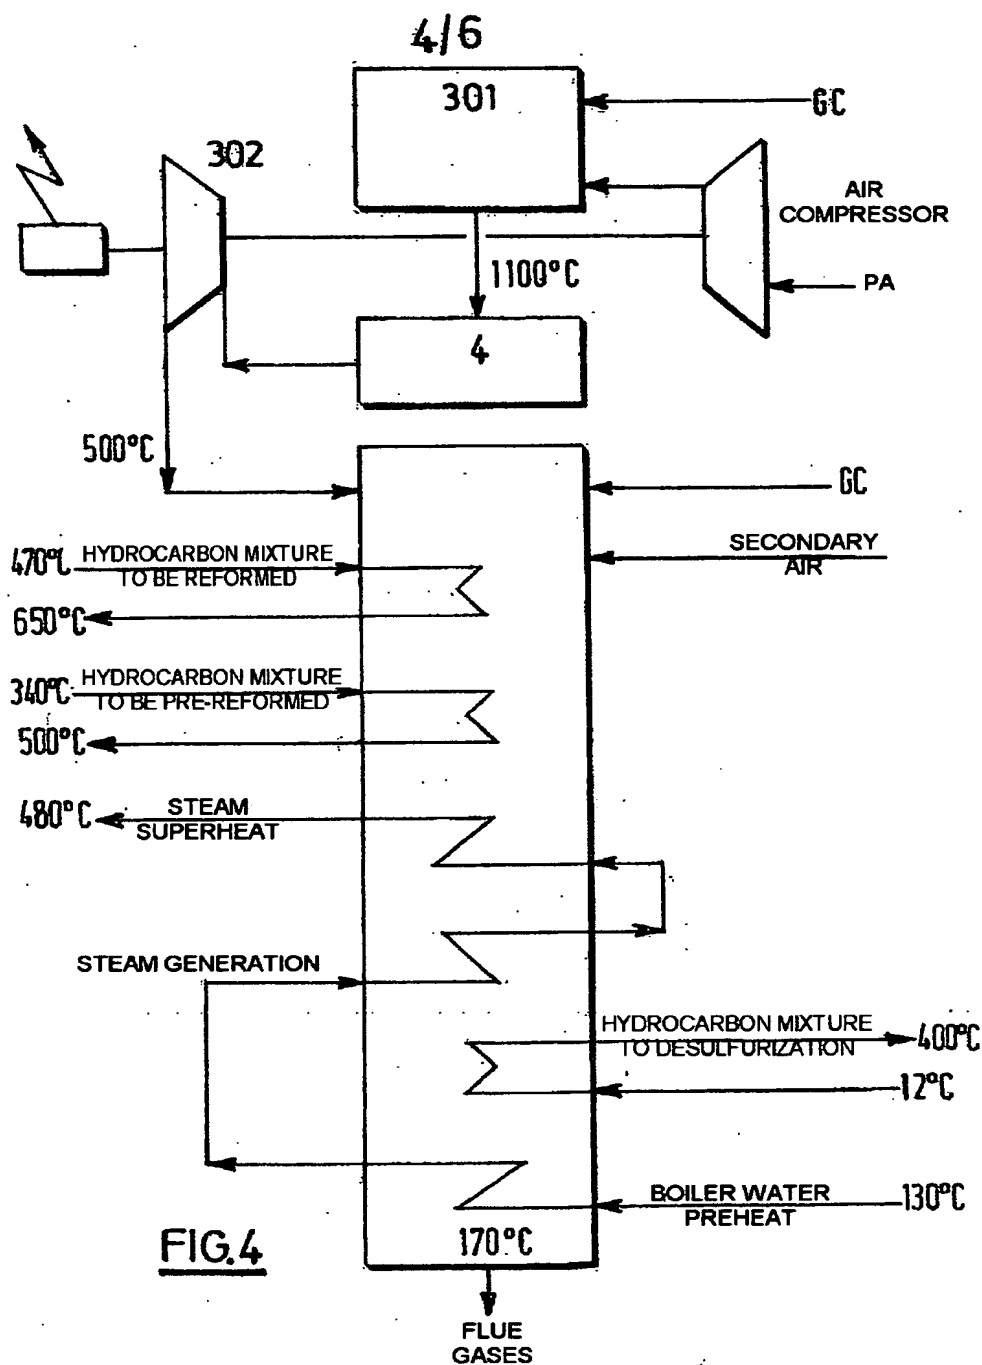 4/6
301
GC
302
AIR
COMPRESSOR
1100°C
PA
4
500°C
GC
470°C HYDROCARBON MIXTURE
TO BE REFORMED
SECONDARY
AIR
650°C
340°C HYDROCARBON MIXTURE
TO BE PRE-REFORMED
500°C
480°C STEAM
SUPERHEAT
STEAM GENERATION
HYDROCARBON MIXTURE
TO DESULFURIZATION 400°C
12°C
BOILER WATER
PREHEAT 130°C
170°C
FIG.4
FLUE
GASES